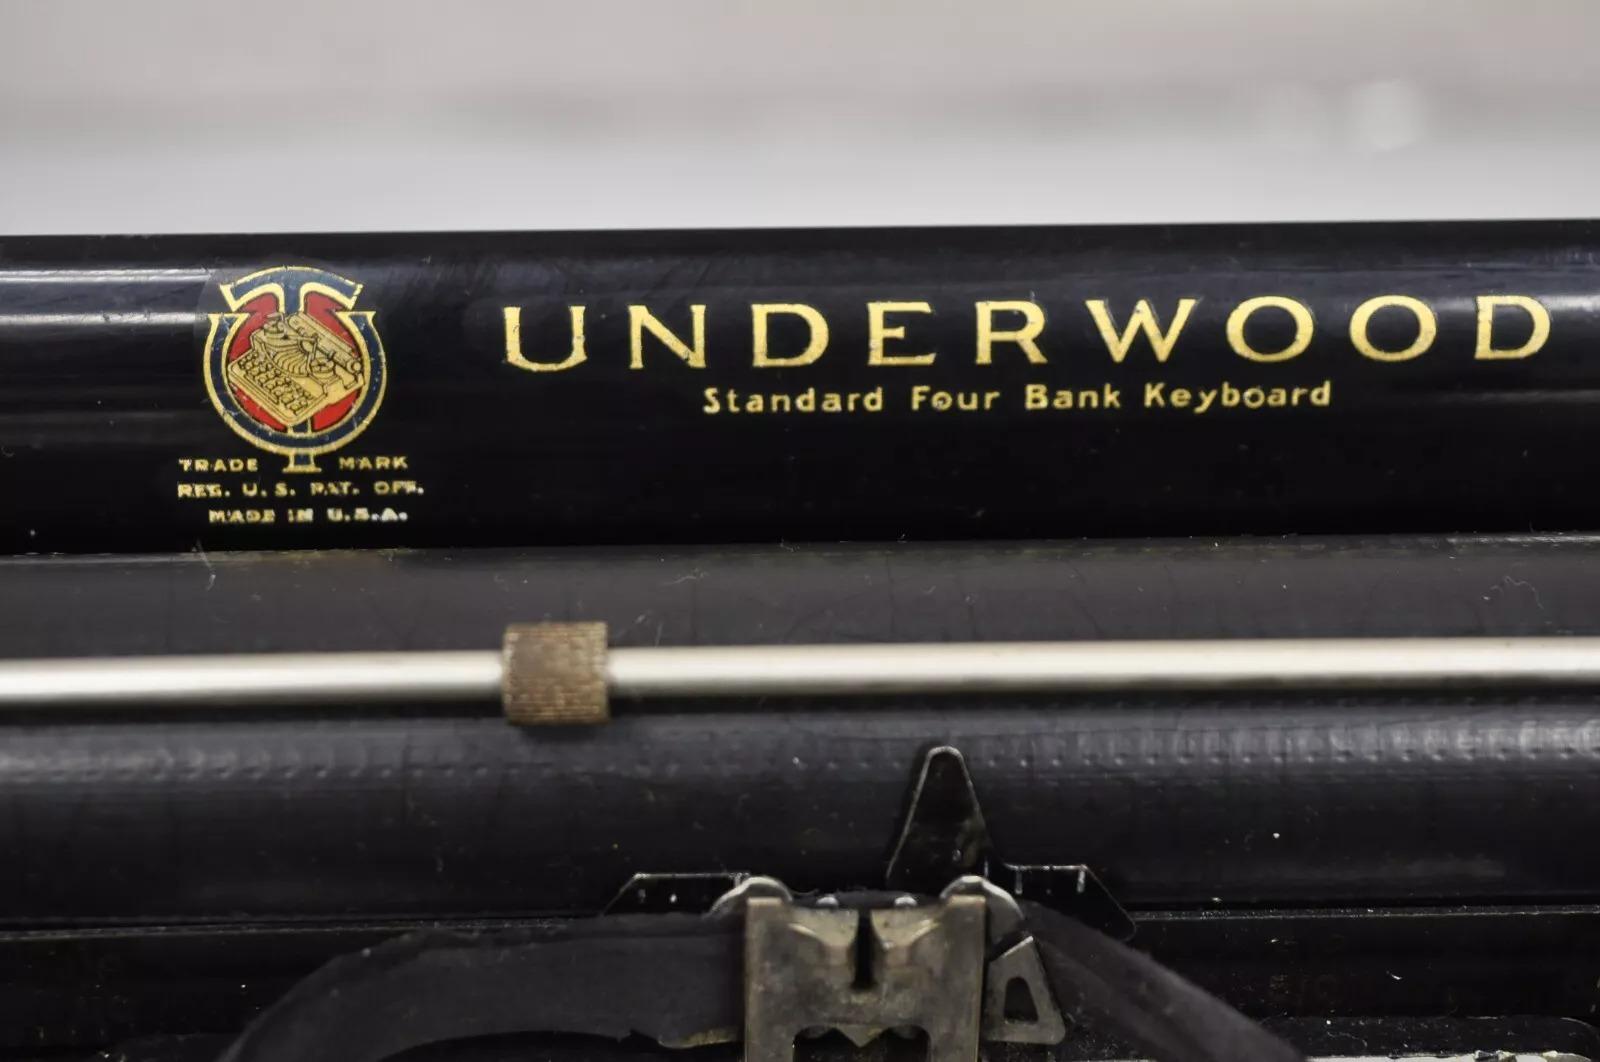 UNDERWOOD
Standard Four Bank Keyboard
TRADE MARK
REG. U. S. PAT. OFF.
MADE IN U.S.A.